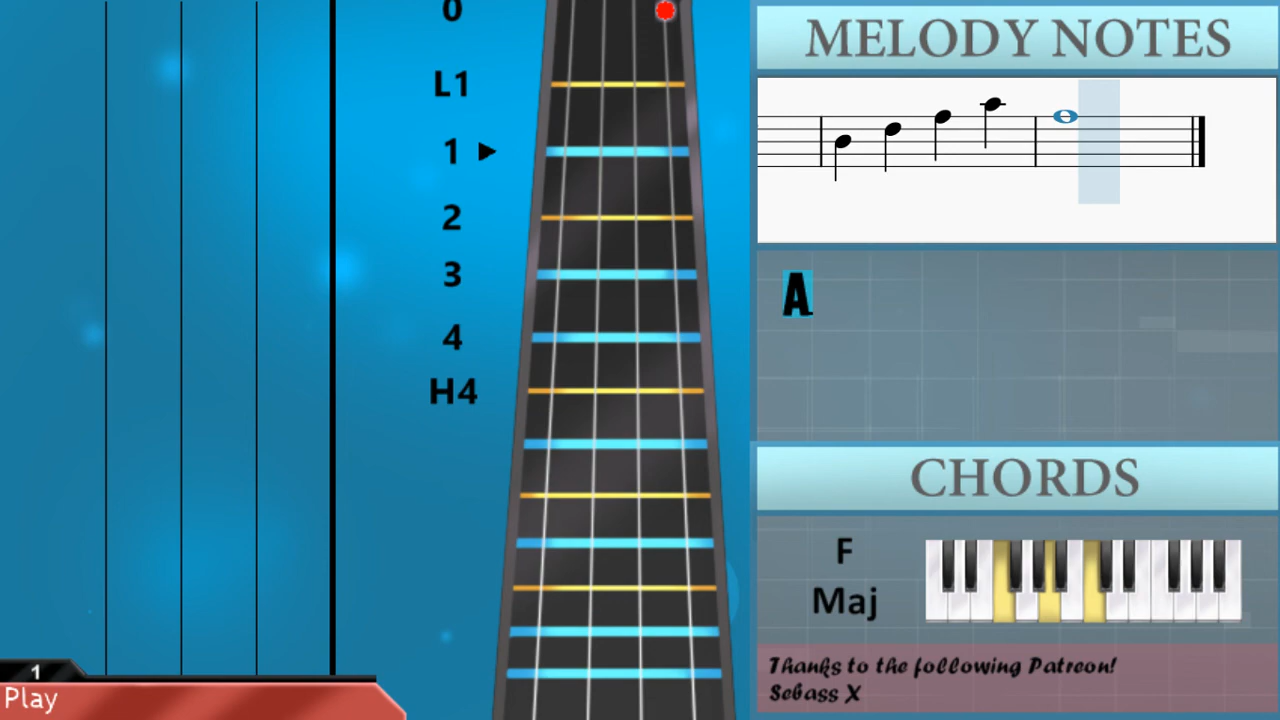 0
L1
1
2
3
4
H4
MELODY NOTES
A
CHORDS
F
Maj
Thanks to the following Patreon!
Sebass X
1
Play